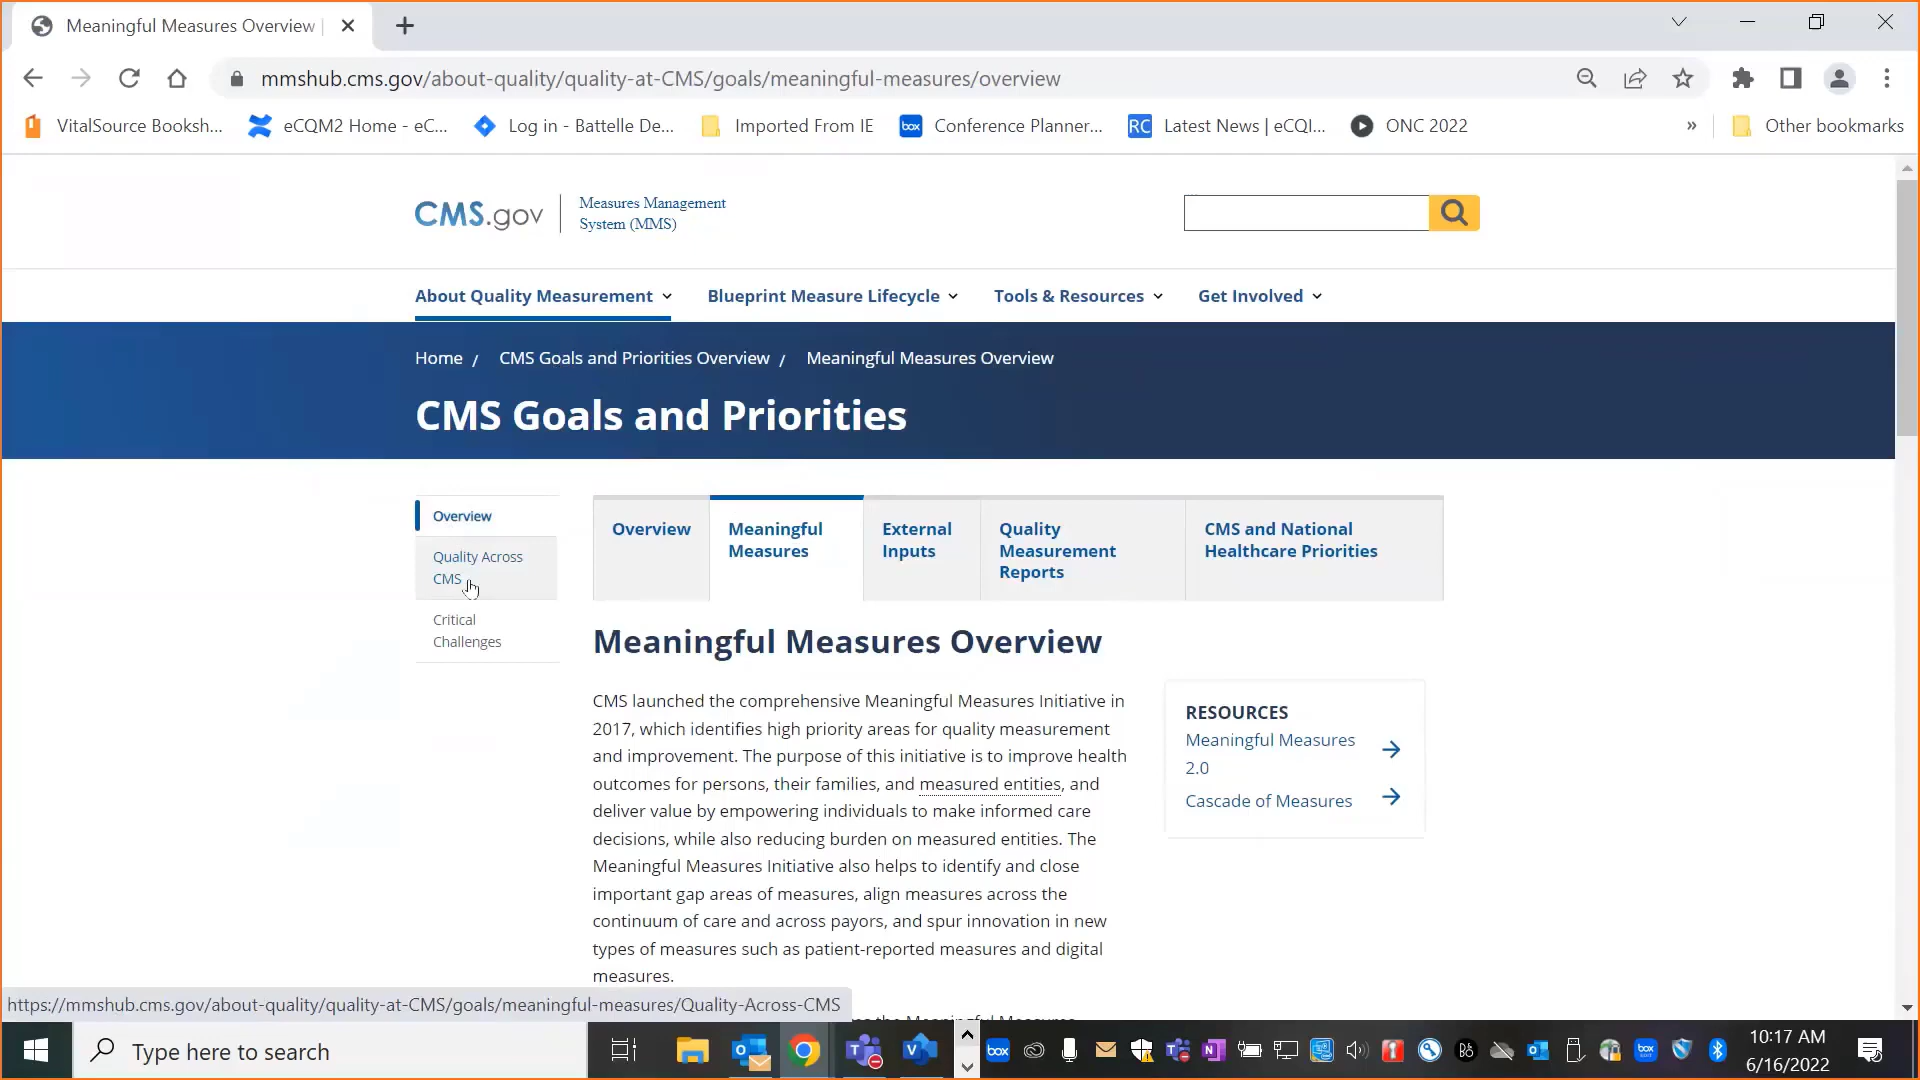 Meaningful Measures Overview |
mmshub.cms.gov/about-quality/quality-at-CMS/goals/meaningful-measures/overview
VitalSource Booksh... eCQM2 Home - eC... Log in - Battelle De... Imported From IE box Conference Planner... RC Latest News | eCQI... ONC 2022 » Other bookmarks
CMS.gov Measures Management
System (MMS)
About Quality Measurement Blueprint Measure Lifecycle Tools & Resources Get Involved
Home / CMS Goals and Priorities Overview / Meaningful Measures Overview
CMS Goals and Priorities
Overview
Quality Across
CMS
Critical
Challenges
Overview
Meaningful
Measures
External
Inputs
Quality
Measurement
Reports
CMS and National
Healthcare Priorities
Meaningful Measures Overview
CMS launched the comprehensive Meaningful Measures Initiative in
2017, which identifies high priority areas for quality measurement
and improvement. The purpose of this initiative is to improve health
outcomes for persons, their families, and measured entities, and
deliver value by empowering individuals to make informed care
decisions, while also reducing burden on measured entities. The
Meaningful Measures Initiative also helps to identify and close
important gap areas of measures, align measures across the
continuum of care and across payors, and spur innovation in new
types of measures such as patient-reported measures and digital
measures.
RESOURCES
Meaningful Measures
2.0
Cascade of Measures
https://mmshub.cms.gov/about-quality/quality-at-CMS/goals/meaningful-measures/Quality-Across-CMS
Type here to search
box
box
10:17 AM
6/16/2022